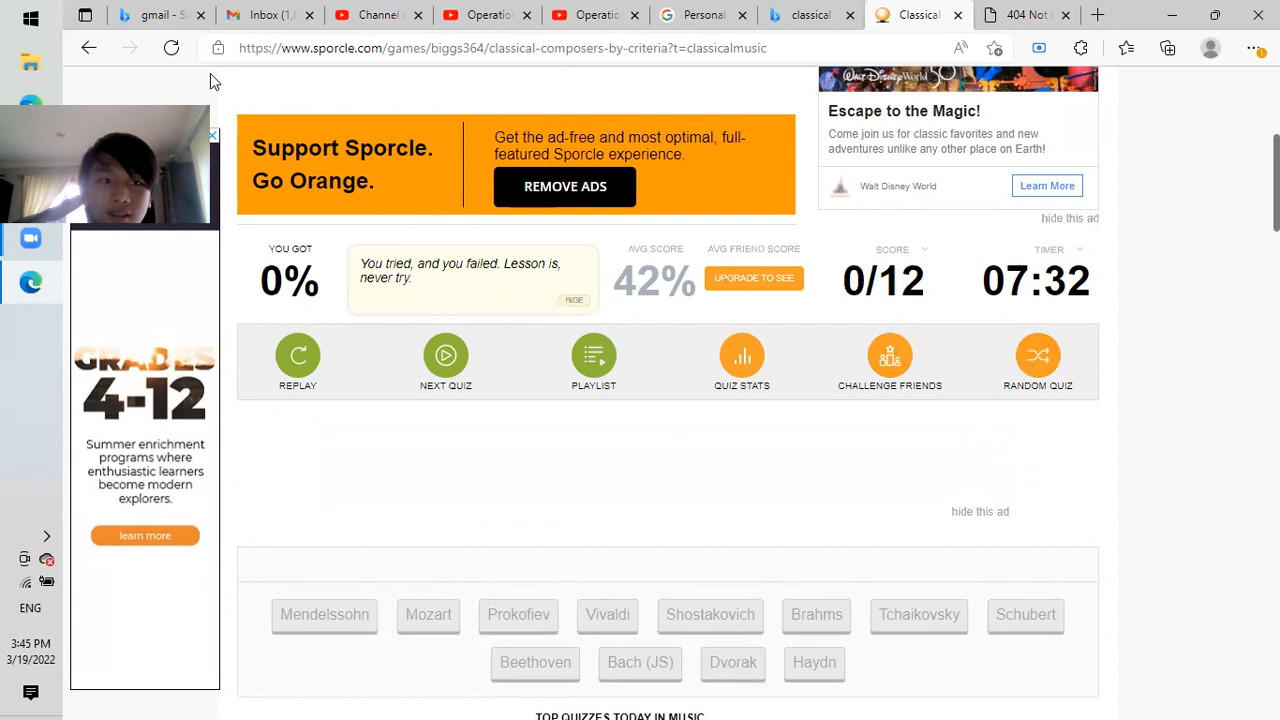 gmail - S
Inbox (1,8
Channel c
Operation
Operation
Personal
classical
Classical
404 Not F
https://www.sporcle.com/games/biggs364/classical-composers-by-criteria?t=classicalmusic
Walt Disney World 50
Escape to the Magic!
Come join us for classic favorites and new
adventures unlike any other place on Earth!
Walt Disney World
Learn More
hide this ad
Support Sporcle.
Go Orange.
Get the ad-free and most optimal, full-
featured Sporcle experience.
REMOVE ADS
YOU GOT
0%
You tried, and you failed. Lesson is,
never try.
HIDE
AVG SCORE
42%
AVG FRIEND SCORE
UPGRADE TO SEE
SCORE
0/12
TIMER
07:32
REPLAY
NEXT QUIZ
PLAYLIST
QUIZ STATS
CHALLENGE FRIENDS
RANDOM QUIZ
GRADES
4-12
Summer enrichment
programs where
enthusiastic learners
become modern
explorers.
learn more
hide this ad
Mendelssohn Mozart Prokofiev Vivaldi Shostakovich Brahms Tchaikovsky Schubert
Beethoven Bach (JS) Dvorak Haydn
TOP QUIZZES TODAY IN MUSIC
ENG
3:45 PM
3/19/2022